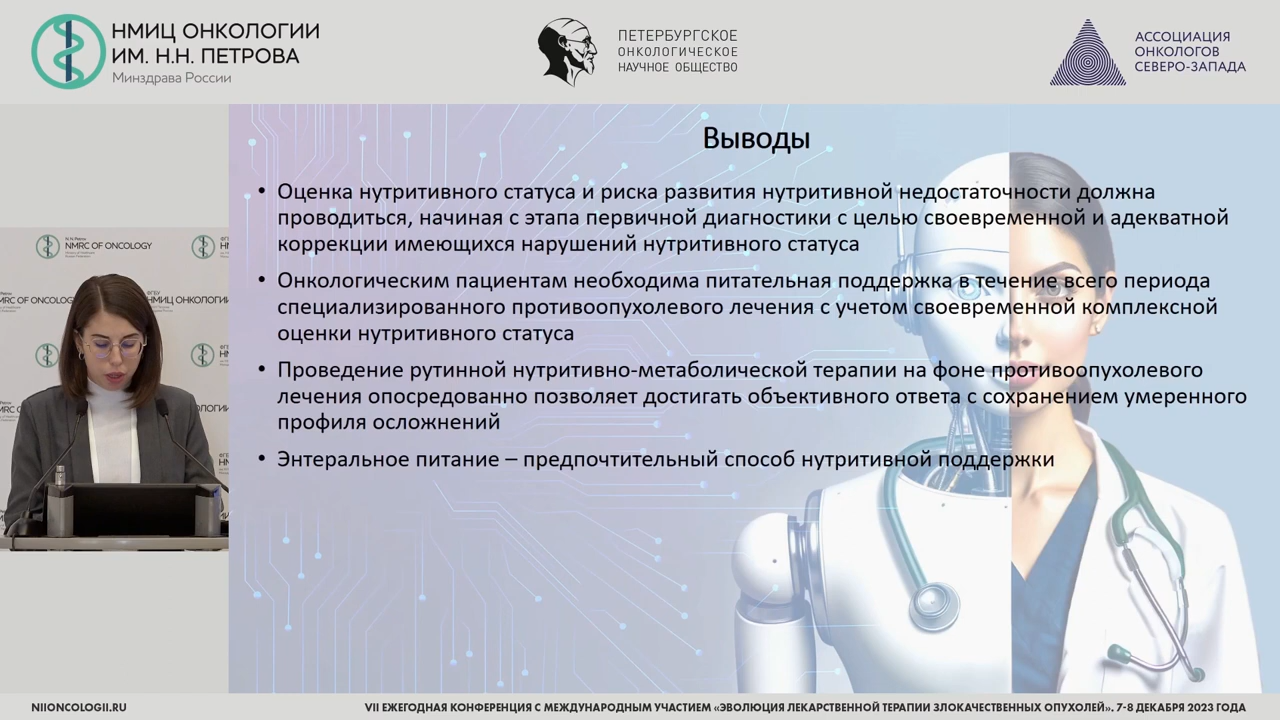 НМИЦ ОНКОЛОГИИ
ИМ. Н.Н. ПЕТРОВА
Минздрава России
ПЕТЕРБУРГСКОЕ
ОНКОЛОГИЧЕСКОЕ
НАУЧНОЕ ОБЩЕСТВО
АССОЦИАЦИЯ
ОНКОЛОГОВ
СЕВЕРО-ЗАПАДА
Выводы
• Оценка нутритивного статуса и риска развития нутритивной недостаточности должна
проводиться, начиная с этапа первичной диагностики с целью своевременной и адекватной
коррекции имеющихся нарушений нутритивного статуса
• Онкологическим пациентам необходима питательная поддержка в течение всего периода
специализированного противоопухолевого лечения с учетом своевременной комплексной
оценки нутритивного статуса
• Проведение рутинной нутритивно-метаболической терапии на фоне противоопухолевого
лечения опосредованно позволяет достигать объективного ответа с сохранением умеренного
профиля осложнений
• Энтеральное питание – предпочтительный способ нутритивной поддержки
NMRC OF ONCOLOGY
НМИЦ ОНКОЛОГИИ
NIIONCOLOGII.RU
VII ЕЖЕГОДНАЯ КОНФЕРЕНЦИЯ С МЕЖДУНАРОДНЫМ УЧАСТИЕМ «ЭВОЛЮЦИЯ ЛЕКАРСТВЕННОЙ ТЕРАПИИ ЗЛОКАЧЕСТВЕННЫХ ОПУХОЛЕЙ». 7-8 ДЕКАБРЯ 2023 ГОДА